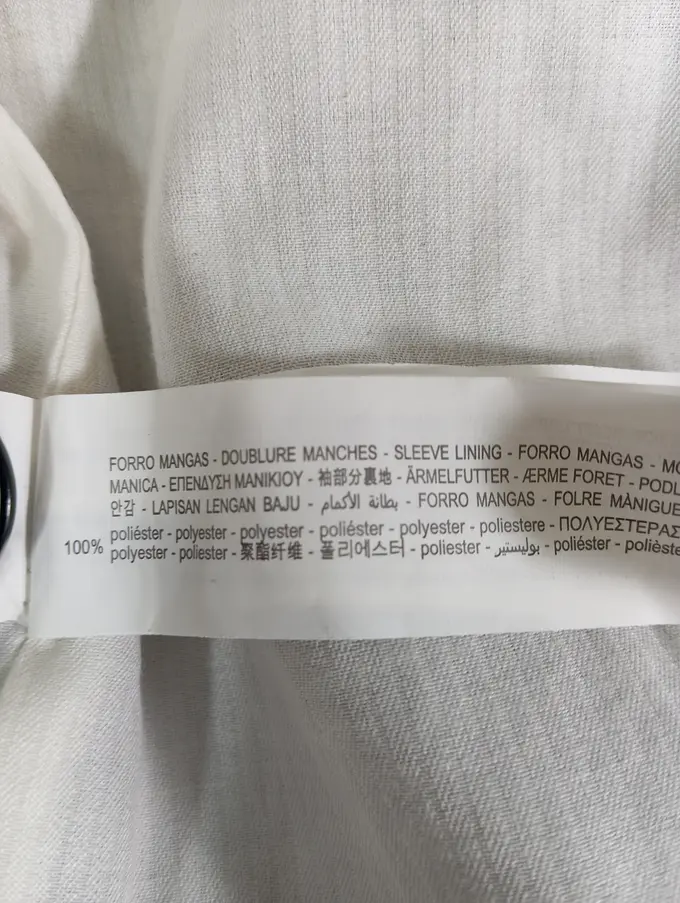 FORRO MANGAS - DOUBLURE MANCHES - SLEEVE LINING - FORRO MANGAS -
MANICA - ΕΠΕΝΔΥΣΗ ΜΑΝΙΚΙΟΥ - 袖部分裏地 - ÄRMELFUTTER - ÆRME FORET -
안감 - LAPISAN LENGAN BAJU - بطانة الأكمام - FORRO MANGAS - FOLRE MÀNIGUE
poliéster - polyester - polyester - poliéster - polyester - poliestere - ΠΟΛΥΕΣΤΕΡΑΣ
100% polyester - poliester - 聚酯纤维 - 폴리에스터 - poliester - بوليستير - poliéster - polièste